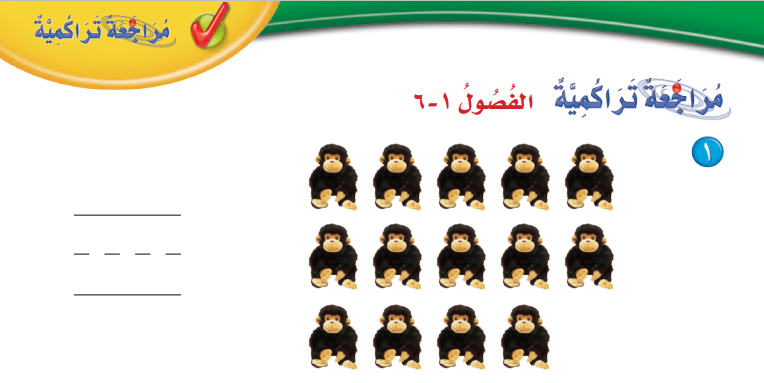 مُرَاجَعَةٌ تَرَاكُمِيَّةٌ
مُرَاجَعَةٌ تَرَاكُمِيَّةٌ الفُصُولُ ١-٦
١